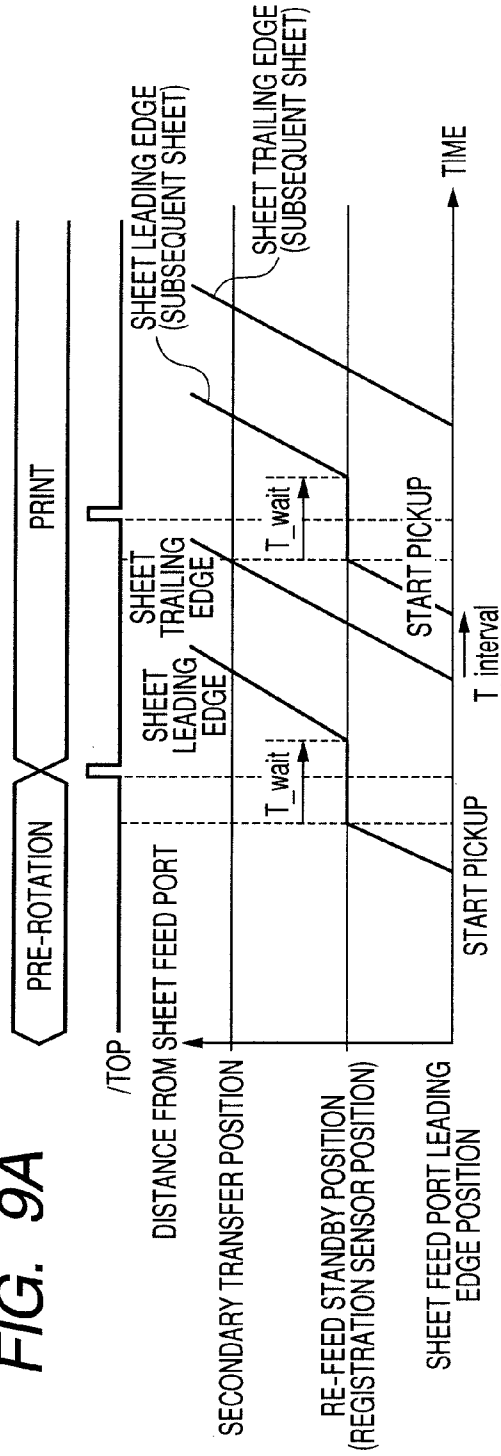 FIG. 9A
PRE-ROTATION
PRINT
/TOP
DISTANCE FROM SHEET FEED PORT
SECONDARY TRANSFER POSITION
RE-FEED STANDBY POSITION
(REGISTRATION SENSOR POSITION)
SHEET FEED PORT LEADING
EDGE POSITION
START PICKUP
T_wait
SHEET
LEADING
EDGE
SHEET
TRAILING
EDGE
T interval
START PICKUP
T_wait
SHEET LEADING EDGE
(SUBSEQUENT SHEET)
SHEET TRAILING EDGE
(SUBSEQUENT SHEET)
TIME